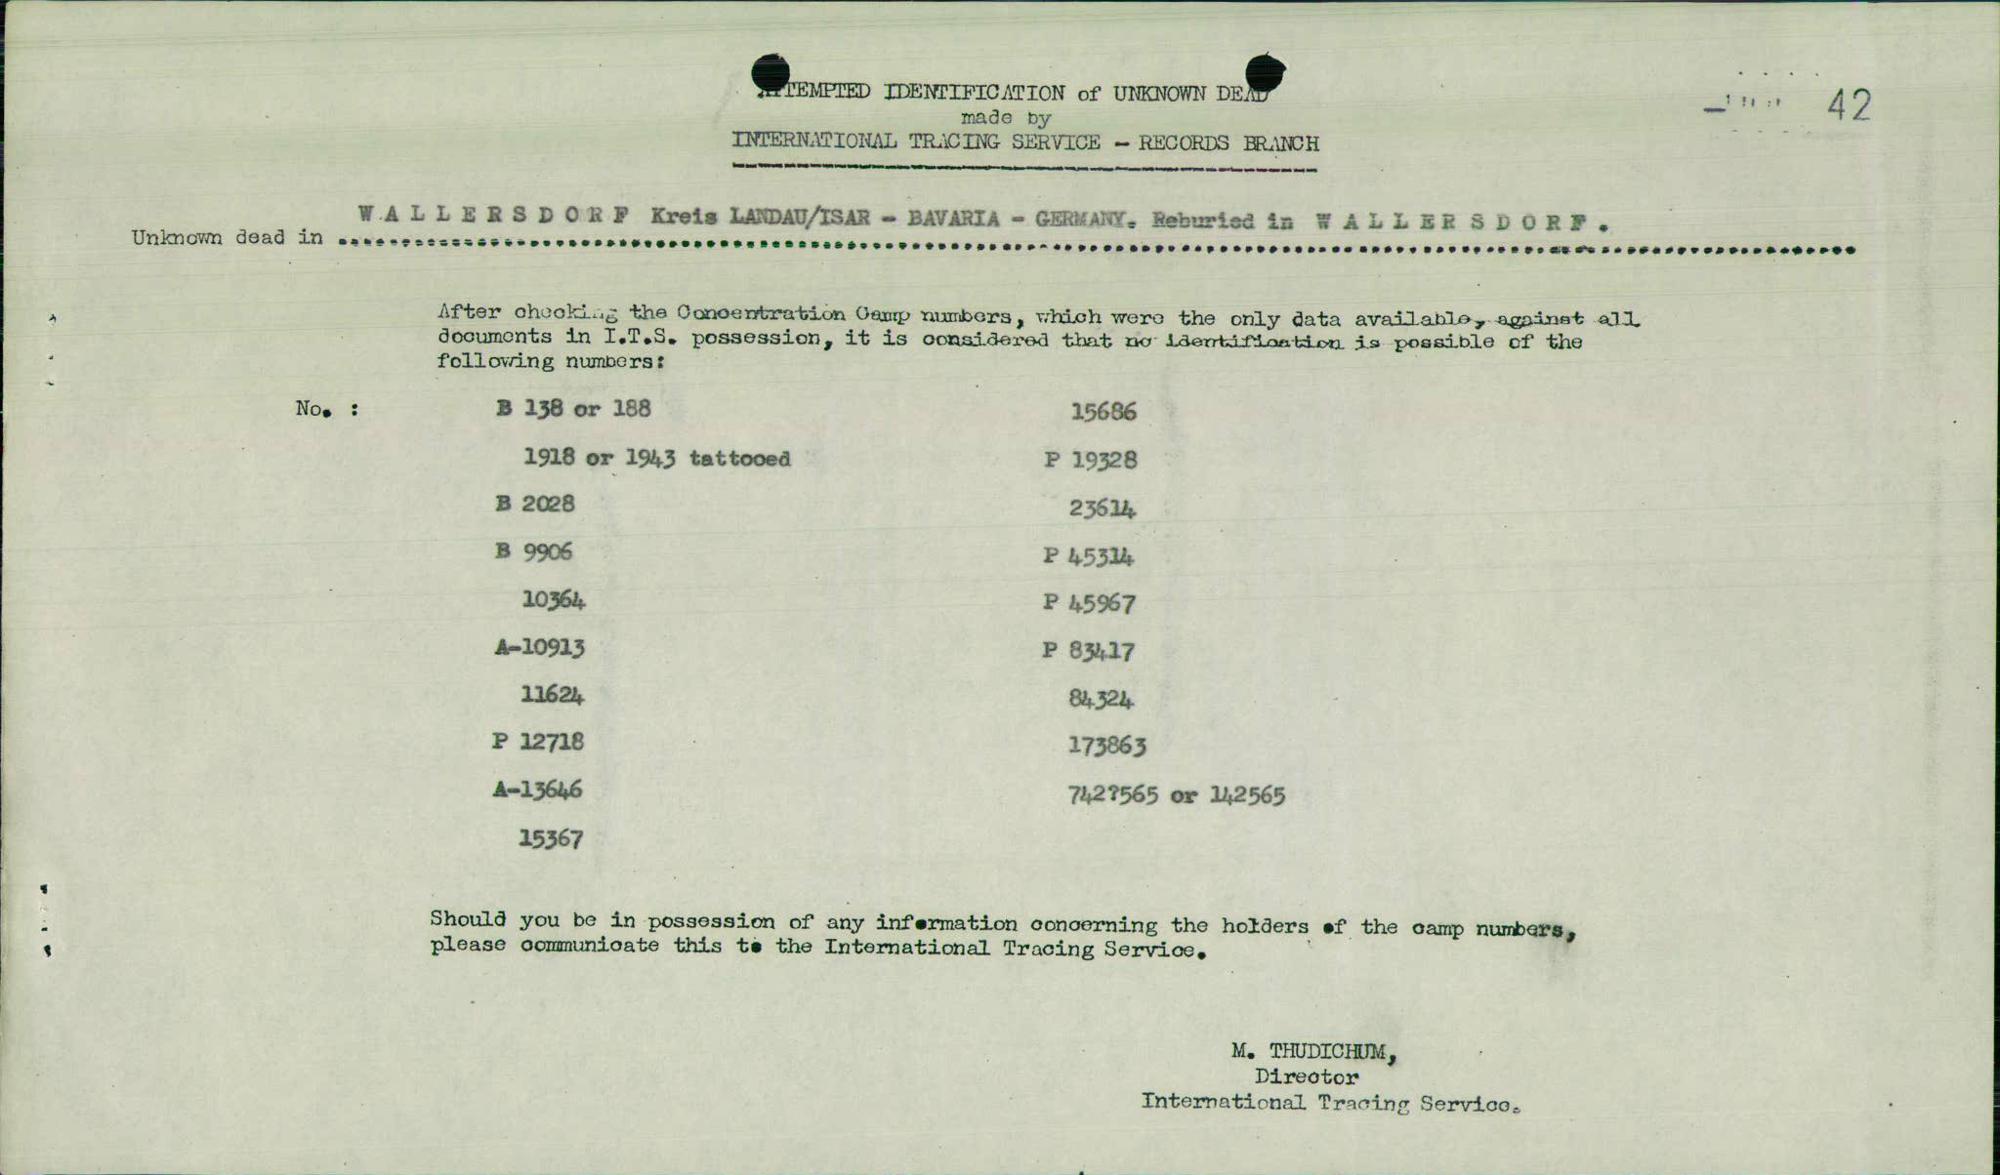 ATTEMPTED IDENTIFICATION of UNKNOWN DEAD
42
made by
INTERNATIONAL TRACING SERVICE - RECORDS BRANCH
WALLERSDORF Kreis LANDAU/ISAR - BAVARIA - GERMANY. Reburied in WALLERSDORF.
Unknown dead in ........................................................................
After checking the Concentration Camp numbers, which were the only data available, against all
documents in I.T.S. possession, it is considered that no identification is possible of the
following numbers:
No. : B 138 or 188 15686
1918 or 1943 tattooed P 19328
B 2028 23614
B 9906 P 45314
10364 P 45967
A-10913 P 83417
11624 84324
P 12718 173863
A-13646 742?565 or 142565
15367
Should you be in possession of any information concerning the holders of the camp numbers,
please communicate this to the International Tracing Service.
M. THUDICHUM,
Director
International Tracing Service.